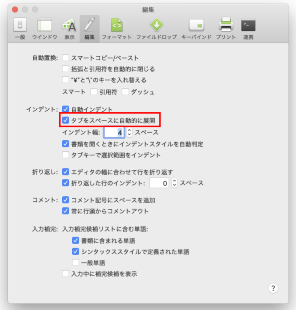 編集
一般 ウインドウ 表示 編集 フォーマット ファイルドロップ キーバインド プリント 連携
自動置換: スマートコピー/ペースト
括弧と引用符を自動的に閉じる
"¥"と"\"のキーを入れ替える
スマート 引用符 ダッシュ
インデント: 自動インデント
タブをスペースに自動的に展開
インデント幅: 4 スペース
書類を開くときにインデントスタイルを自動判定
タブキーで選択範囲をインデント
折り返し: エディタの幅に合わせて行を折り返す
折り返した行のインデント: 0 スペース
コメント: コメント記号にスペースを追加
常に行頭からコメントアウト
入力補完: 入力補完候補リストに含む単語:
書類に含まれる単語
シンタックススタイルで定義された単語
一般単語
入力中に補完候補を表示
?